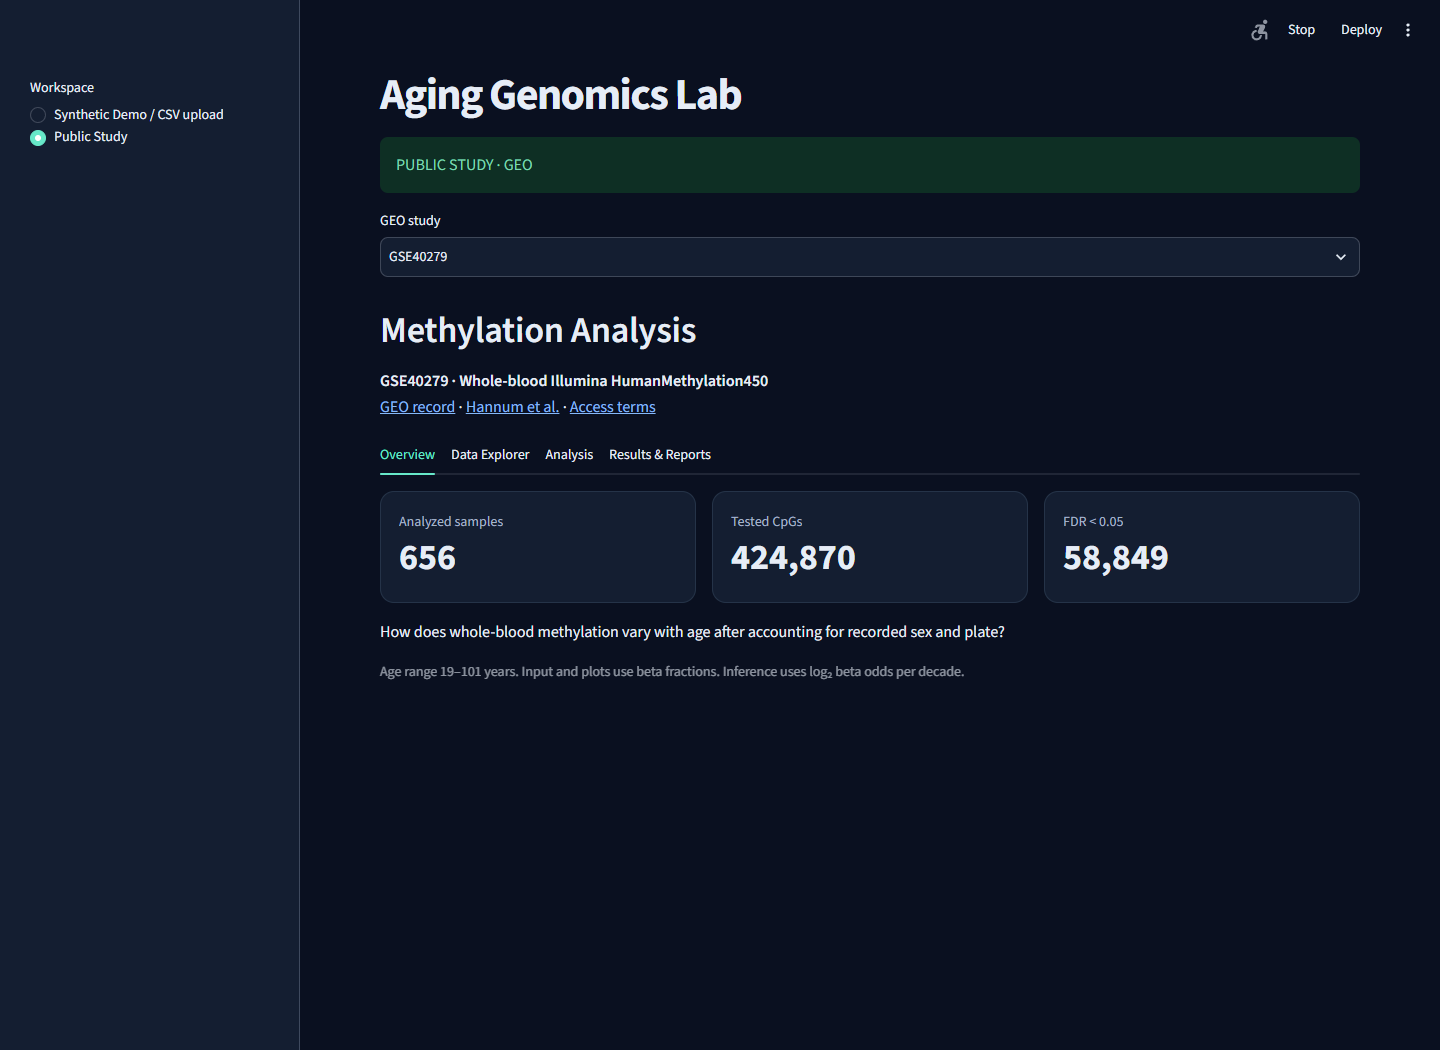 Stop Deploy
Workspace
Synthetic Demo / CSV upload
Public Study
Aging Genomics Lab
PUBLIC STUDY · GEO
GEO study
GSE40279
Methylation Analysis
GSE40279 · Whole-blood Illumina HumanMethylation450
GEO record · Hannum et al. · Access terms
Overview Data Explorer Analysis Results & Reports
Analyzed samples
656
Tested CpGs
424,870
FDR < 0.05
58,849
How does whole-blood methylation vary with age after accounting for recorded sex and plate?
Age range 19–101 years. Input and plots use beta fractions. Inference uses log₂ beta odds per decade.